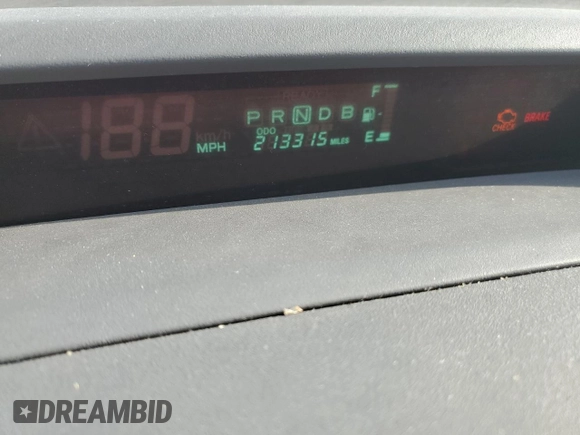 F
188 km/h MPH
P R N D B
ODO
213315 MILES
E
CHECK BRAKE
DREAMBID